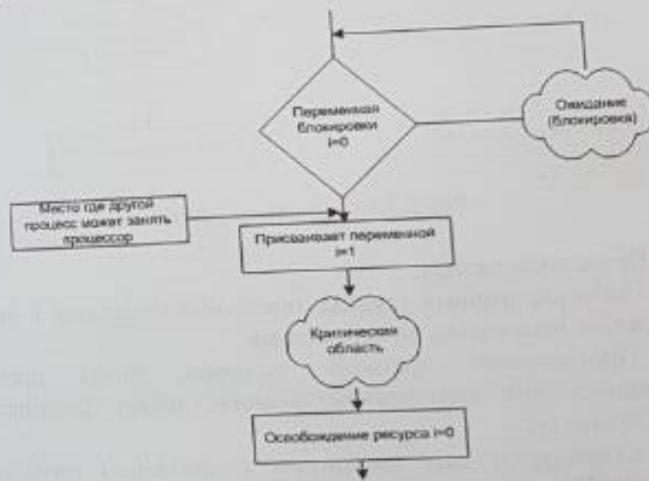 Переменная
блокировки
i=0
Ожидание
(блокировка)
Место где другой
процесс может занять
процессор
Присваивает переменной
i=1
Критическая
область
Освобождение ресурса i=0